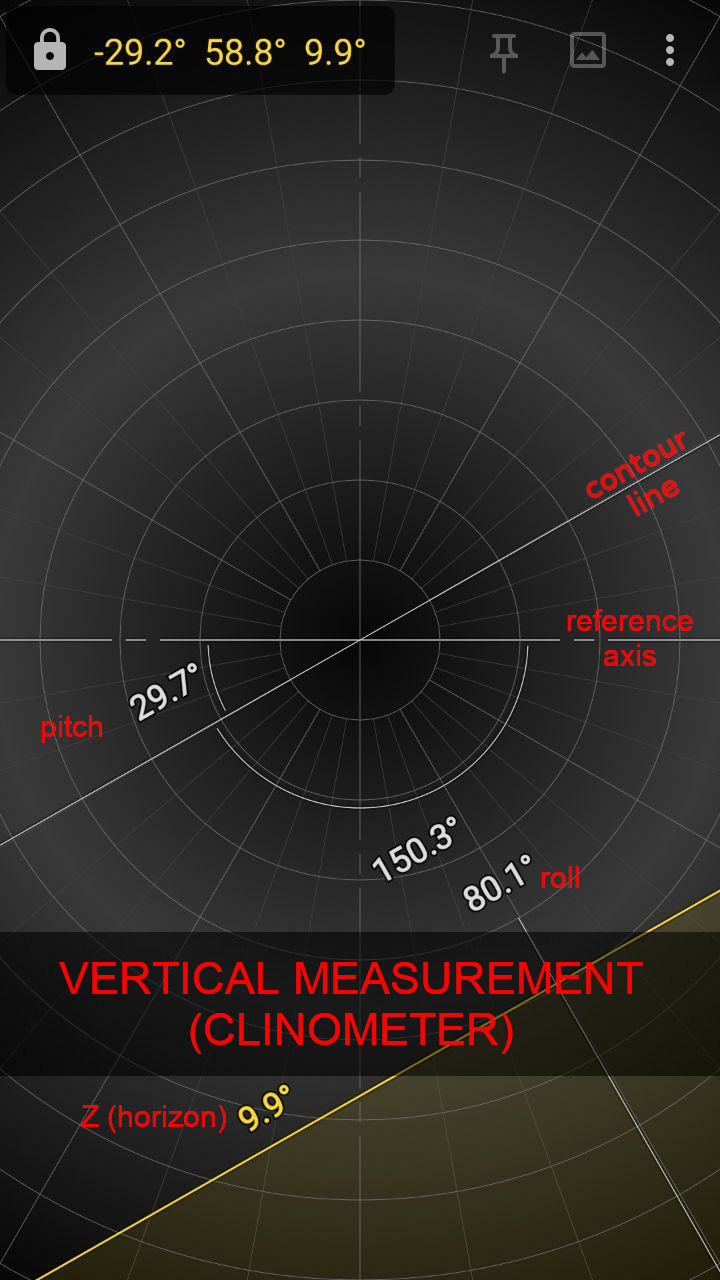 -29.2° 58.8° 9.9°
contour
line
reference
axis
29.7°
pitch
150.3°
80.1° roll
VERTICAL MEASUREMENT
(CLINOMETER)
Z (horizon) 9.9°